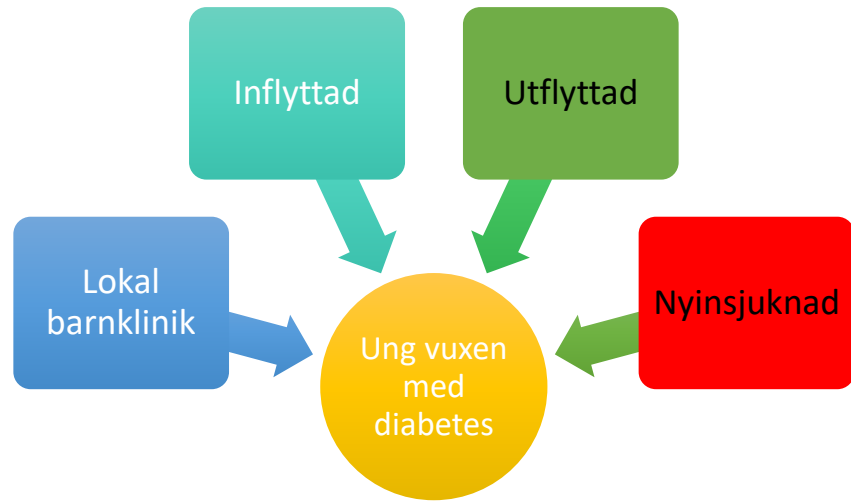 Inflyttad
Utflyttad
Lokal
barnklinik
Nyinsjuknad
Ung vuxen
med
diabetes